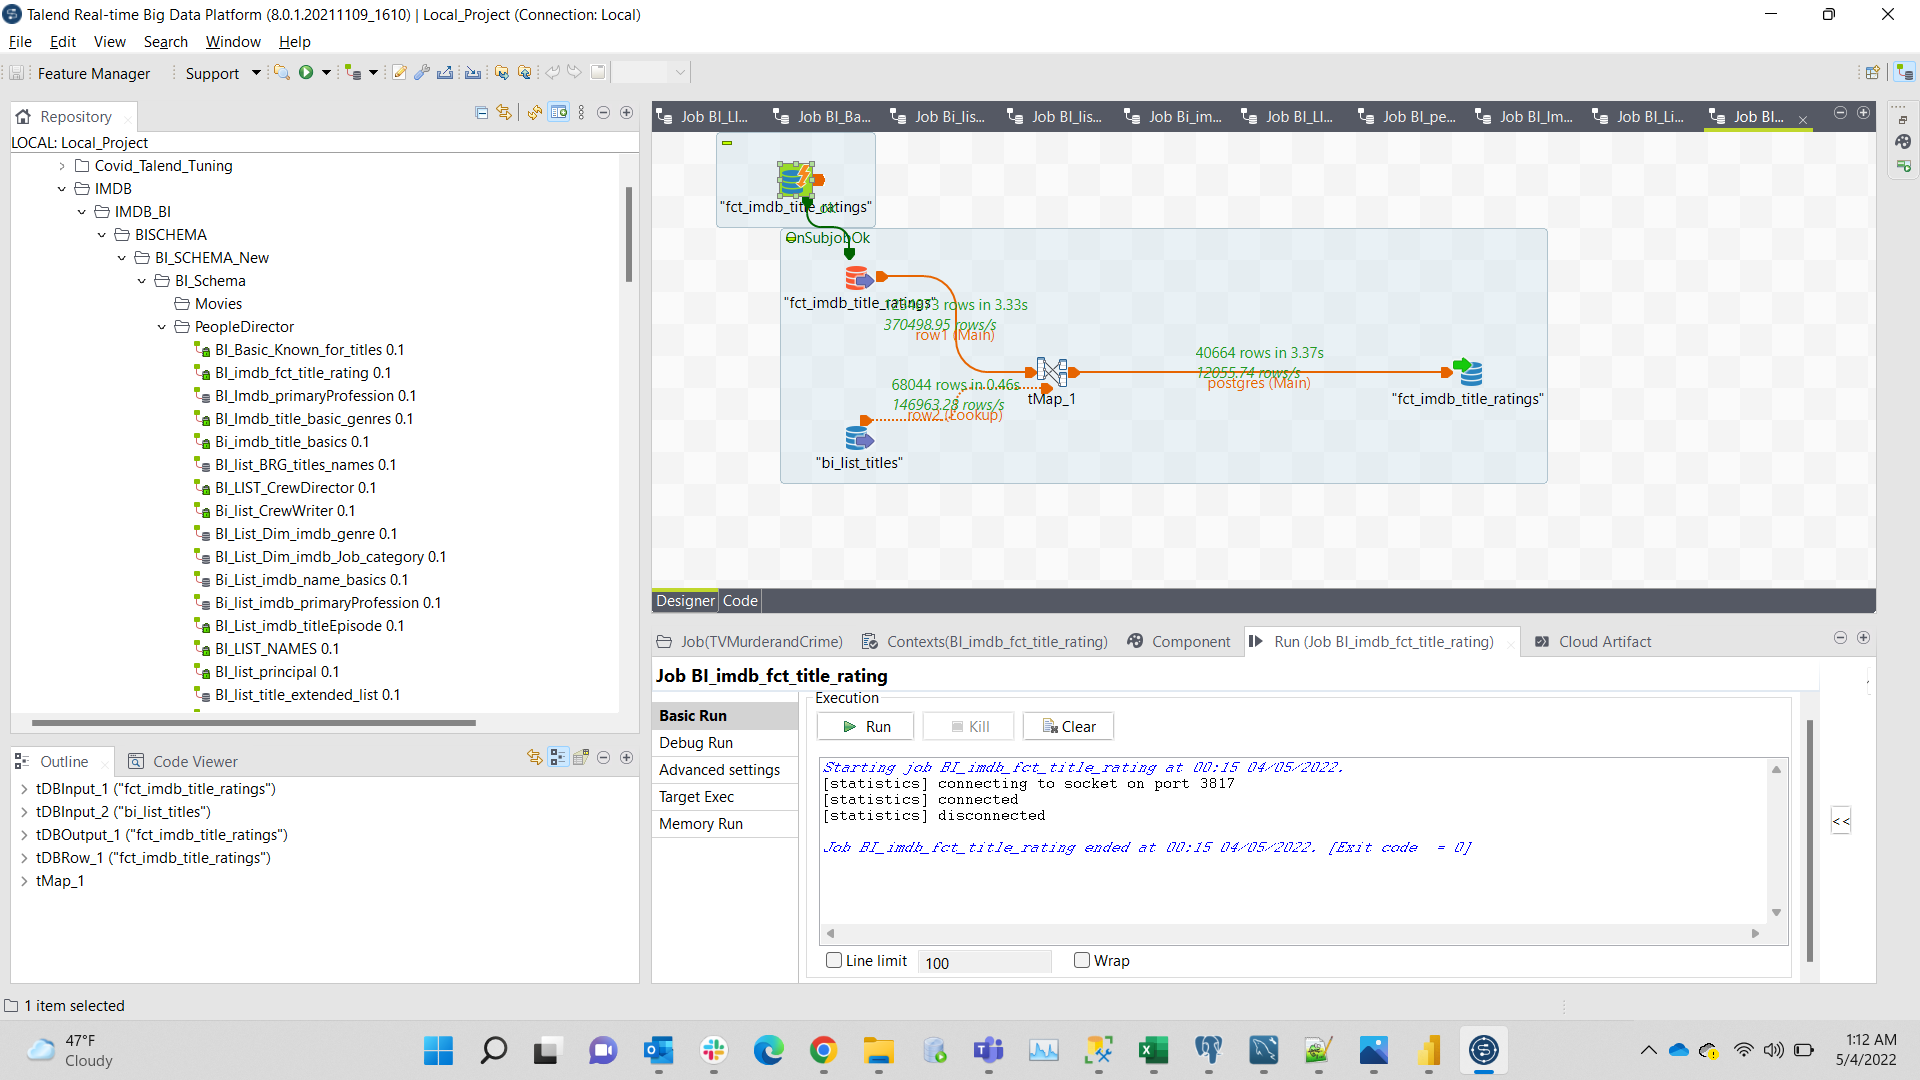 Talend Real-time Big Data Platform (8.0.1.20211109_1610) | Local_Project (Connection: Local)
File Edit View Search Window Help
Feature Manager Support
Repository
LOCAL: Local_Project
Covid_Talend_Tuning
IMDB
IMDB_BI
BISCHEMA
BI_SCHEMA_New
BI_Schema
Movies
PeopleDirector
BI_Basic_Known_for_titles 0.1
BI_imdb_fct_title_rating 0.1
BI_Imdb_primaryProfession 0.1
BI_Imdb_title_basic_genres 0.1
Bi_imdb_title_basics 0.1
BI_list_BRG_titles_names 0.1
BI_LIST_CrewDirector 0.1
Bi_list_CrewWriter 0.1
BI_List_Dim_imdb_genre 0.1
BI_List_Dim_imdb_Job_category 0.1
Bi_List_imdb_name_basics 0.1
Bi_list_imdb_primaryProfession 0.1
BI_List_imdb_titleEpisode 0.1
BI_LIST_NAMES 0.1
BI_list_principal 0.1
BI_list_title_extended_list 0.1
Outline Code Viewer
tDBInput_1 ("fct_imdb_title_ratings")
tDBInput_2 ("bi_list_titles")
tDBOutput_1 ("fct_imdb_title_ratings")
tDBRow_1 ("fct_imdb_title_ratings")
tMap_1
Job BI_LI... Job BI_Ba... Job Bi_lis... Job BI_lis... Job Bi_im... Job BI_LI... Job BI_pe... Job BI_Im... Job BI_Li... Job BI...
"fct_imdb_title_ratings"
OnSubjobOk
"fct_imdb_title_ratings"
rows in 3.33s
370498.95 rows/s
row1 (Main)
68044 rows in 0.46s
146963.28 rows/s
row2 (Lookup)
tMap_1
40664 rows in 3.37s
12055.74 rows/s
postgres (Main)
"fct_imdb_title_ratings"
"bi_list_titles"
Designer Code
Job(TVMurderandCrime) Contexts(BI_imdb_fct_title_rating) Component Run (Job BI_imdb_fct_title_rating) Cloud Artifact
Job BI_imdb_fct_title_rating
Basic Run
Debug Run
Advanced settings
Target Exec
Memory Run
Execution
Run Kill Clear
Starting job BI_imdb_fct_title_rating at 00:15 04/05/2022.
[statistics] connecting to socket on port 3817
[statistics] connected
[statistics] disconnected
Job BI_imdb_fct_title_rating ended at 00:15 04/05/2022. [Exit code = 0]
<<
Line limit 100 Wrap
1 item selected
47°F
Cloudy
1:12 AM
5/4/2022